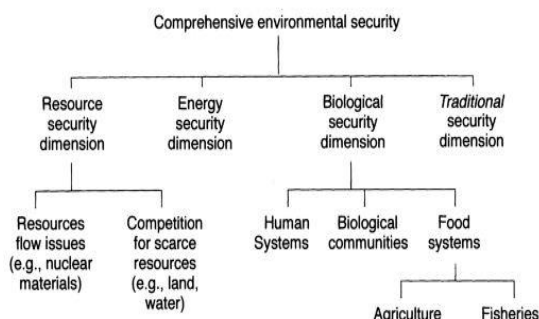 Comprehensive environmental security
Resource
security
dimension
Energy
security
dimension
Biological
security
dimension
Traditional
security
dimension
Resources
flow issues
(e.g., nuclear
materials)
Competition
for scarce
resources
(e.g., land,
water)
Human
Systems
Biological
communities
Food
systems
Agriculture
Fisheries